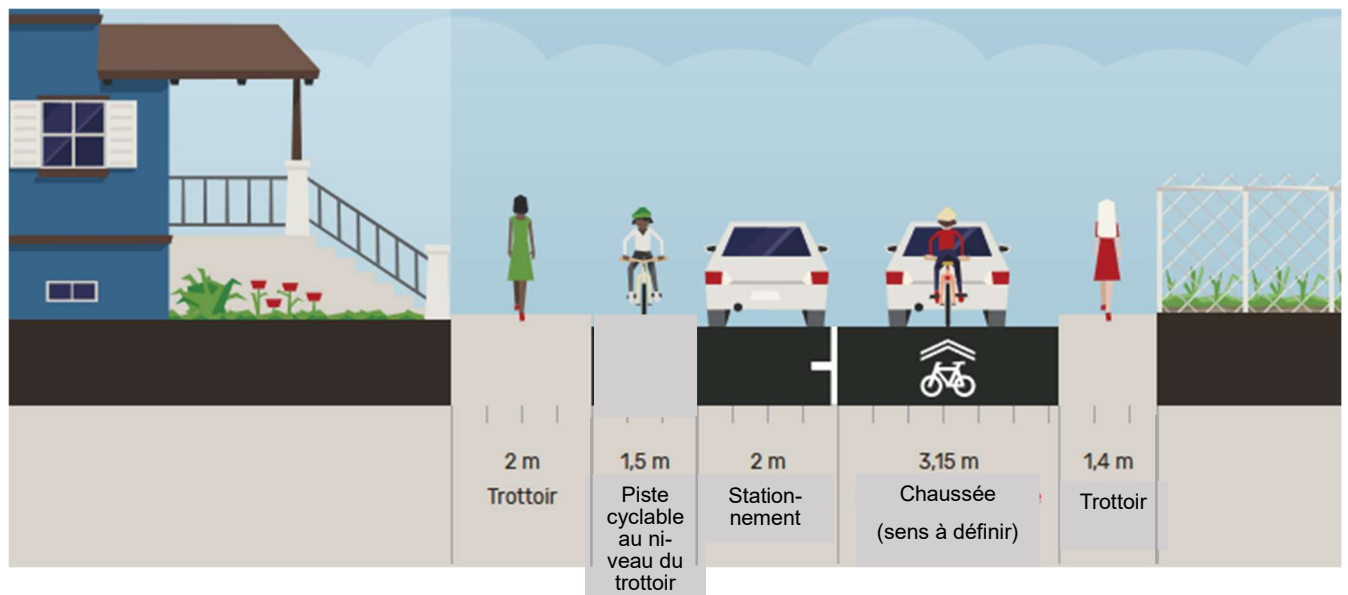 2 m
Trottoir
1,5 m
Piste
cyclable
au ni-
veau du
trottoir
2 m
Station-
nement
3,15 m
Chaussée
(sens à définir)
1,4 m
Trottoir